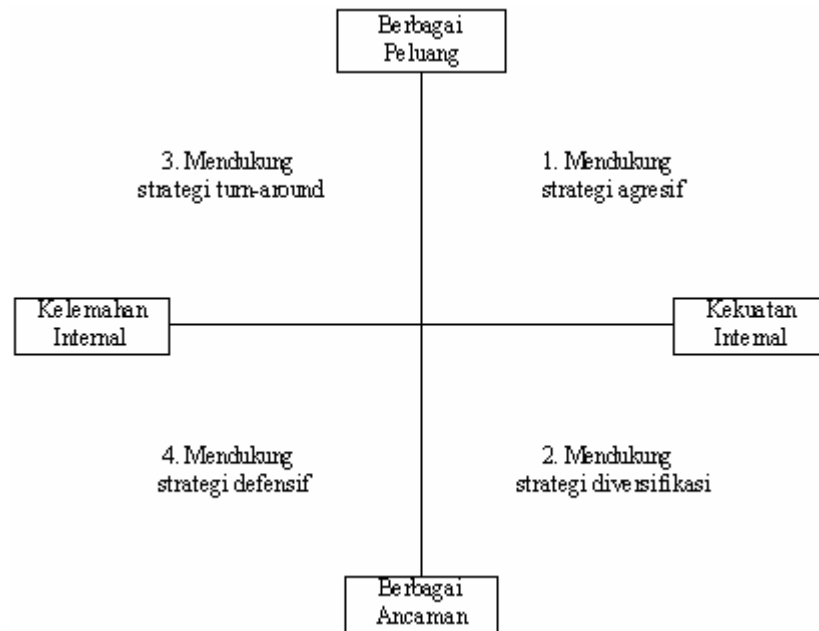 Berbagai
Peluang
3. Mendukung
strategi turn-around
1. Mendukung
strategi agresif
Kelemahan
Internal
Kekuatan
Internal
4. Mendukung
strategi defensif
2. Mendukung
strategi diversifikasi
Berbagai
Ancaman